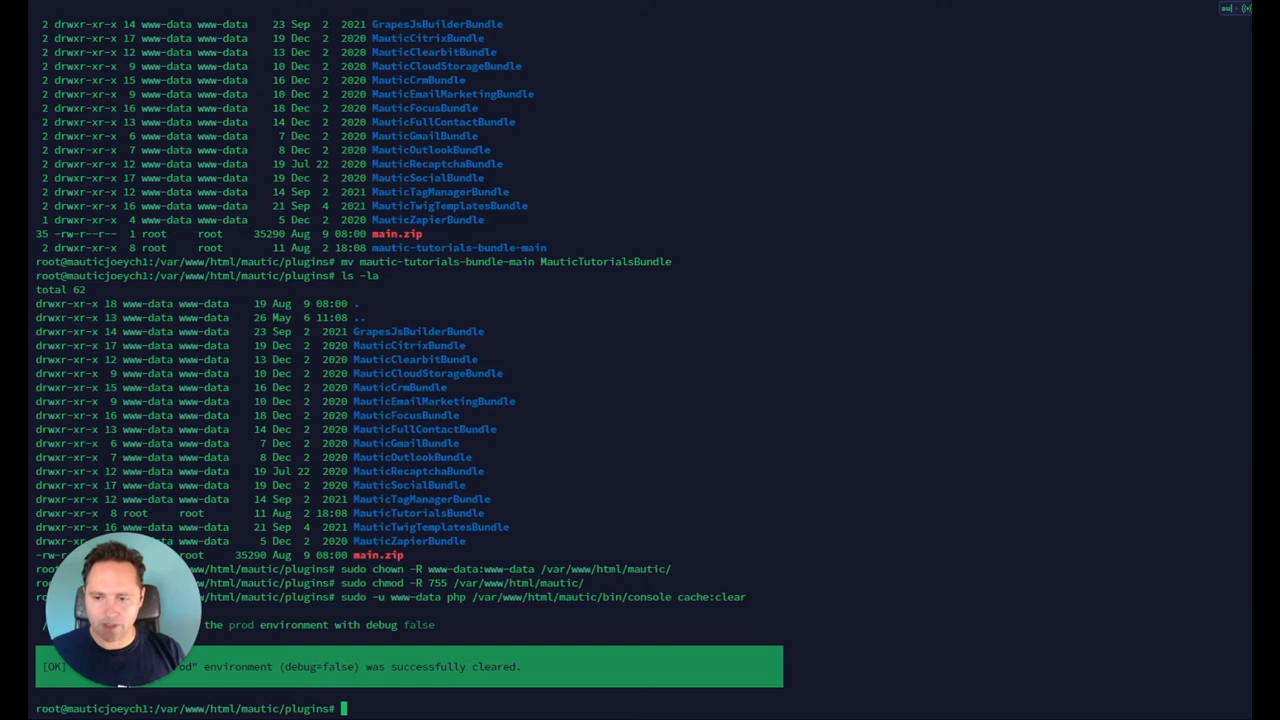 2 drwxr-xr-x 14 www-data www-data    23 Sep  2  2021 GrapesJsBuilderBundle
2 drwxr-xr-x 17 www-data www-data    19 Dec  2  2020 MauticCitrixBundle
2 drwxr-xr-x 12 www-data www-data    13 Dec  2  2020 MauticClearbitBundle
2 drwxr-xr-x  9 www-data www-data    10 Dec  2  2020 MauticCloudStorageBundle
2 drwxr-xr-x 15 www-data www-data    16 Dec  2  2020 MauticCrmBundle
2 drwxr-xr-x  9 www-data www-data    10 Dec  2  2020 MauticEmailMarketingBundle
2 drwxr-xr-x 16 www-data www-data    18 Dec  2  2020 MauticFocusBundle
2 drwxr-xr-x 13 www-data www-data    14 Dec  2  2020 MauticFullContactBundle
2 drwxr-xr-x  6 www-data www-data     7 Dec  2  2020 MauticGmailBundle
2 drwxr-xr-x  7 www-data www-data     8 Dec  2  2020 MauticOutlookBundle
2 drwxr-xr-x 12 www-data www-data    19 Jul 22  2020 MauticRecaptchaBundle
2 drwxr-xr-x 17 www-data www-data    19 Dec  2  2020 MauticSocialBundle
2 drwxr-xr-x 12 www-data www-data    14 Sep  2  2021 MauticTagManagerBundle
2 drwxr-xr-x 16 www-data www-data    21 Sep  4  2021 MauticTwigTemplatesBundle
1 drwxr-xr-x  4 www-data www-data     5 Dec  2  2020 MauticZapierBundle
35 -rw-r--r--  1 root     root     35290 Aug  9 08:00 main.zip
2 drwxr-xr-x  8 root     root        11 Aug  2 18:08 mautic-tutorials-bundle-main
root@mauticjoeych1:/var/www/html/mautic/plugins# mv mautic-tutorials-bundle-main MauticTutorialsBundle
root@mauticjoeych1:/var/www/html/mautic/plugins# ls -la
total 62
drwxr-xr-x 18 www-data www-data    19 Aug  9 08:00 .
drwxr-xr-x 13 www-data www-data    26 May  6 11:08 ..
drwxr-xr-x 14 www-data www-data    23 Sep  2  2021 GrapesJsBuilderBundle
drwxr-xr-x 17 www-data www-data    19 Dec  2  2020 MauticCitrixBundle
drwxr-xr-x 12 www-data www-data    13 Dec  2  2020 MauticClearbitBundle
drwxr-xr-x  9 www-data www-data    10 Dec  2  2020 MauticCloudStorageBundle
drwxr-xr-x 15 www-data www-data    16 Dec  2  2020 MauticCrmBundle
drwxr-xr-x  9 www-data www-data    10 Dec  2  2020 MauticEmailMarketingBundle
drwxr-xr-x 16 www-data www-data    18 Dec  2  2020 MauticFocusBundle
drwxr-xr-x 13 www-data www-data    14 Dec  2  2020 MauticFullContactBundle
drwxr-xr-x  6 www-data www-data     7 Dec  2  2020 MauticGmailBundle
drwxr-xr-x  7 www-data www-data     8 Dec  2  2020 MauticOutlookBundle
drwxr-xr-x 12 www-data www-data    19 Jul 22  2020 MauticRecaptchaBundle
drwxr-xr-x 17 www-data www-data    19 Dec  2  2020 MauticSocialBundle
drwxr-xr-x 12 www-data www-data    14 Sep  2  2021 MauticTagManagerBundle
drwxr-xr-x  8 root     root        11 Aug  2 18:08 MauticTutorialsBundle
drwxr-xr-x 16 www-data www-data    21 Sep  4  2021 MauticTwigTemplatesBundle
drwxr-xr-x    www-data www-data     5 Dec  2  2020 MauticZapierBundle
-rw-r     root     35290 Aug  9 08:00 main.zip
root@     /var/www/html/mautic/plugins# sudo chown -R www-data:www-data /var/www/html/mautic/
root     /var/www/html/mautic/plugins# sudo chmod -R 755 /var/www/html/mautic/
root     /var/www/html/mautic/plugins# sudo -u www-data php /var/www/html/mautic/bin/console cache:clear
/     the prod environment with debug false
[OK]     od" environment (debug=false) was successfully cleared.
root@mauticjoeych1:/var/www/html/mautic/plugins#